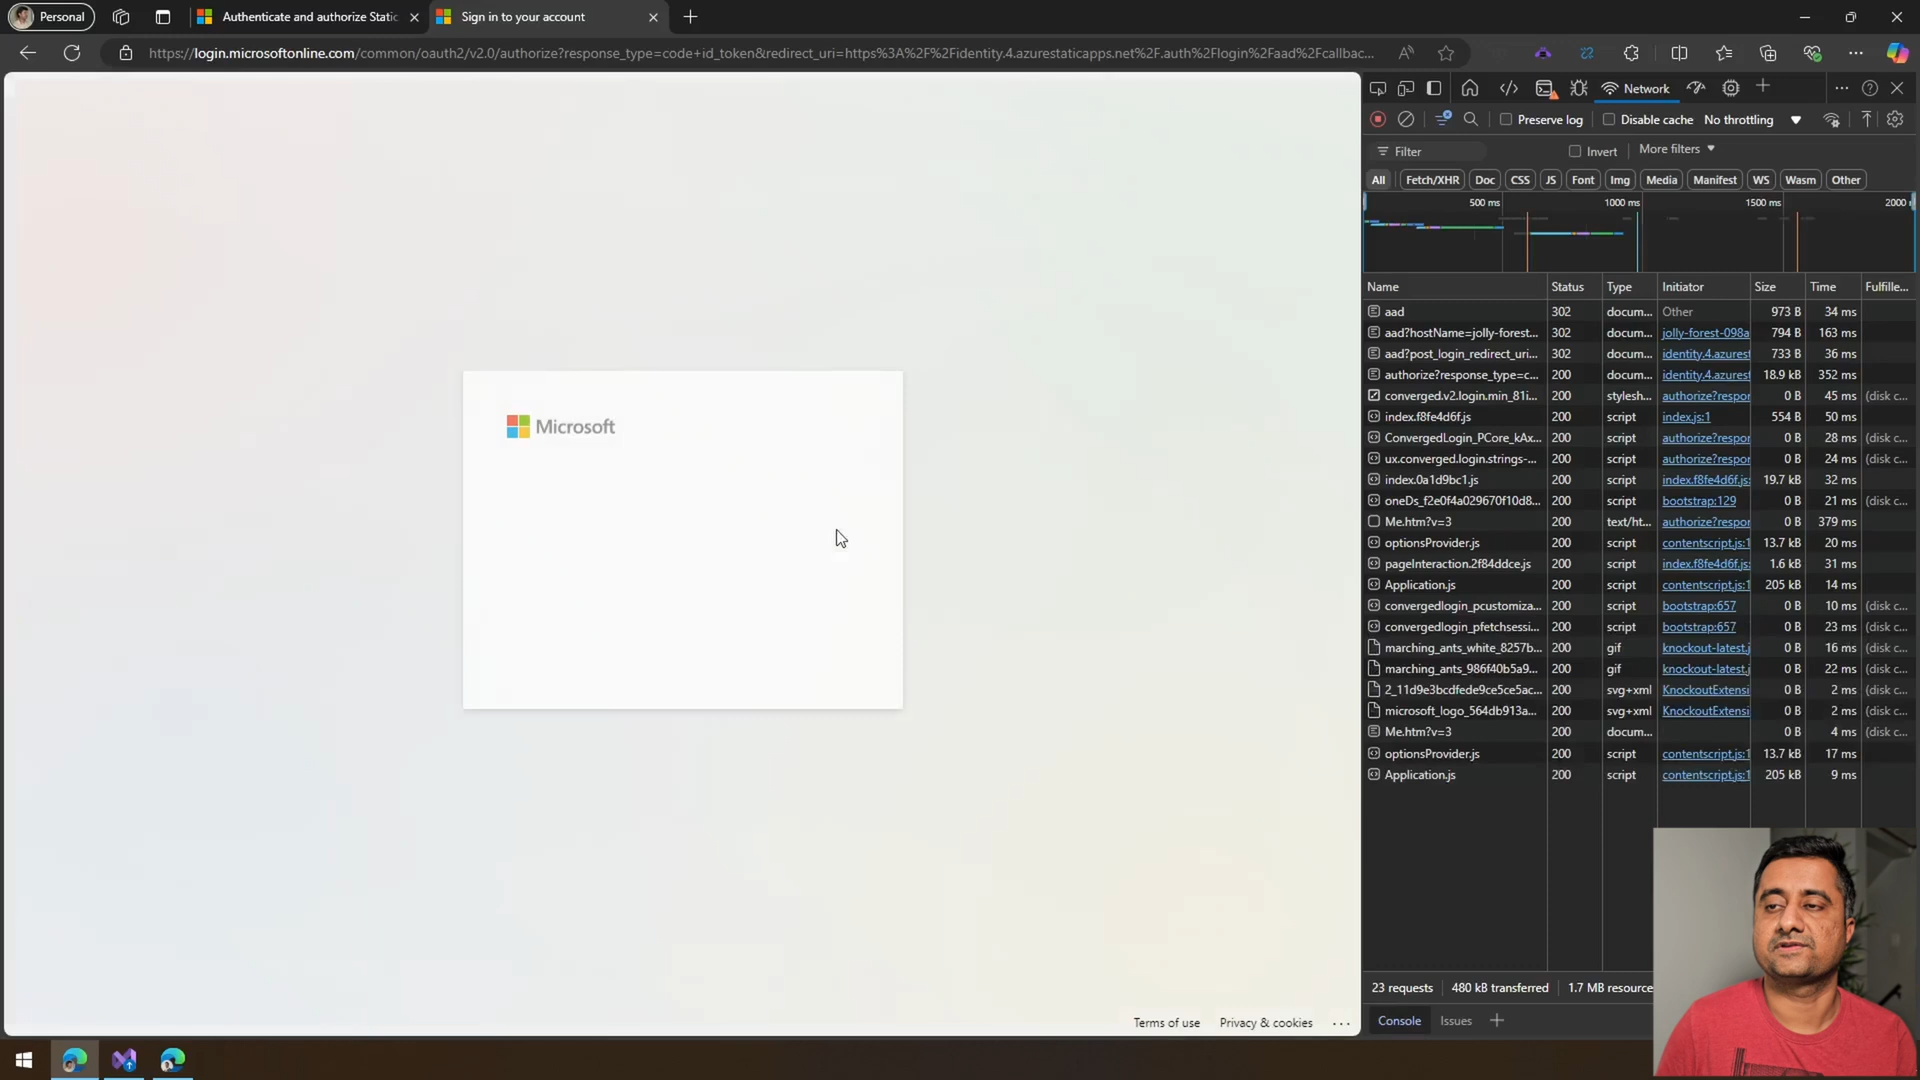 Personal
Authenticate and authorize Static
Sign in to your account
https://login.microsoftonline.com/common/oauth2/v2.0/authorize?response_type=code+id_token&redirect_uri=https%3A%2F%2Fidentity.4.azurestaticapps.net%2F.auth%2Flogin%2Faad%2Fcallbac...
Network
Preserve log
Disable cache
No throttling
Filter
Invert
More filters
All
Fetch/XHR
Doc
CSS
JS
Font
Img
Media
Manifest
WS
Wasm
Other
500 ms
1000 ms
1500 ms
2000
Name Status Type Initiator Size Time Fulfille...
aad 302 docum... Other 973 B 34 ms
aad?hostName=jolly-forest... 302 docum... jolly-forest-098a 794 B 163 ms
aad?post_login_redirect_uri... 302 docum... identity.4.azurest 733 B 36 ms
authorize?response_type=c... 200 docum... identity.4.azurest 18.9 kB 352 ms
converged.v2.login.min_81i... 200 stylesh... authorize?respor 0 B 45 ms (disk c...
index.f8fe4d6f.js 200 script index.js:1 554 B 50 ms
ConvergedLogin_PCore_kAx... 200 script authorize?respor 0 B 28 ms (disk c...
ux.converged.login.strings-... 200 script authorize?respor 0 B 24 ms (disk c...
index.0a1d9bc1.js 200 script index.f8fe4d6f.js: 19.7 kB 32 ms
oneDs_f2e0f4a029670f10d8... 200 script bootstrap:129 0 B 21 ms (disk c...
Me.htm?v=3 200 text/ht... authorize?respor 0 B 379 ms
optionsProvider.js 200 script contentscript.js:1 13.7 kB 20 ms
pageInteraction.2f84ddce.js 200 script index.f8fe4d6f.js: 1.6 kB 31 ms
Application.js 200 script contentscript.js:1 205 kB 14 ms
convergedlogin_pcustomiza... 200 script bootstrap:657 0 B 10 ms (disk c...
convergedlogin_pfetchsessi... 200 script bootstrap:657 0 B 23 ms (disk c...
marching_ants_white_8257b... 200 gif knockout-latest.j 0 B 16 ms (disk c...
marching_ants_986f40b5a9... 200 gif knockout-latest.j 0 B 22 ms (disk c...
2_11d9e3bcdfede9ce5ce5ac... 200 svg+xml KnockoutExtensi 0 B 2 ms (disk c...
microsoft_logo_564db913a... 200 svg+xml KnockoutExtensi 0 B 2 ms (disk c...
Me.htm?v=3 200 docum... 0 B 4 ms (disk c...
optionsProvider.js 200 script contentscript.js:1 13.7 kB 17 ms
Application.js 200 script contentscript.js:1 205 kB 9 ms
Microsoft
23 requests 480 kB transferred 1.7 MB resource
Terms of use Privacy & cookies ...
Console Issues